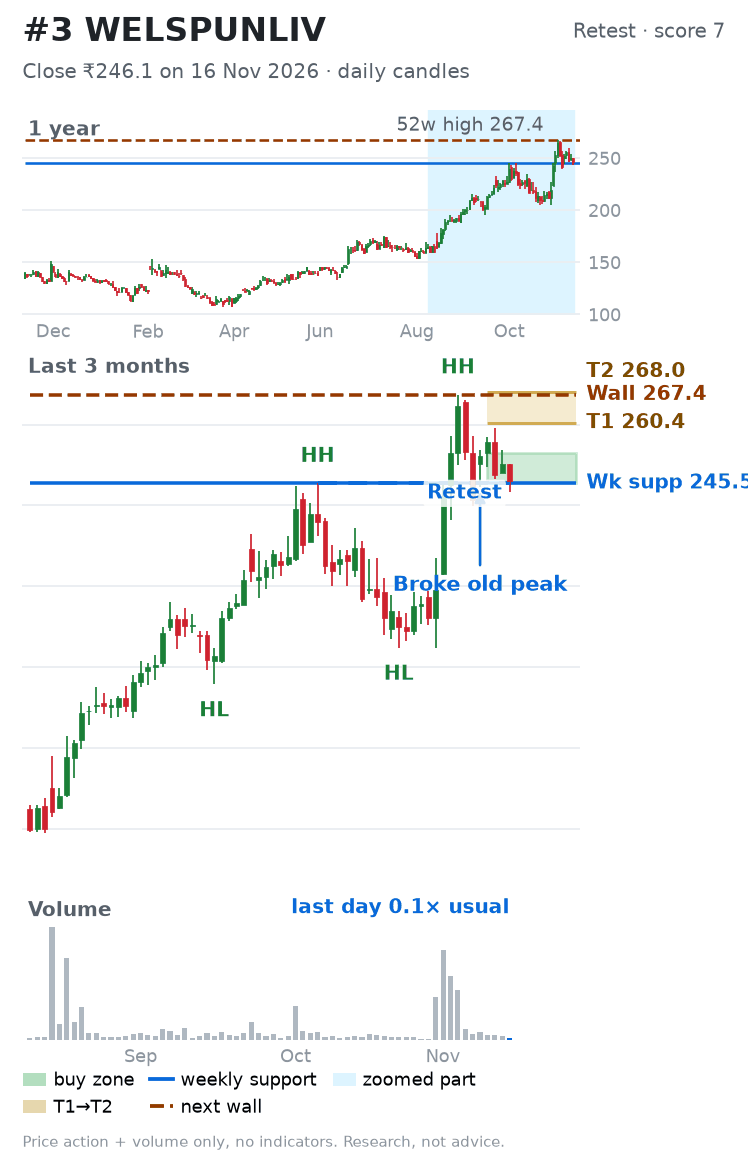 #3 WELSPUNLIV
Retest · score 7
Close ₹246.1 on 16 Nov 2026 · daily candles
1 year
52w high 267.4
250
200
150
100
Dec Feb Apr Jun Aug Oct
Last 3 months
HH
T2 268.0
Wall 267.4
T1 260.4
HH
Wk supp 245.5
Retest
Broke old peak
HL
HL
Volume
last day 0.1× usual
Sep Oct Nov
buy zone weekly support zoomed part
T1→T2 next wall
Price action + volume only, no indicators. Research, not advice.